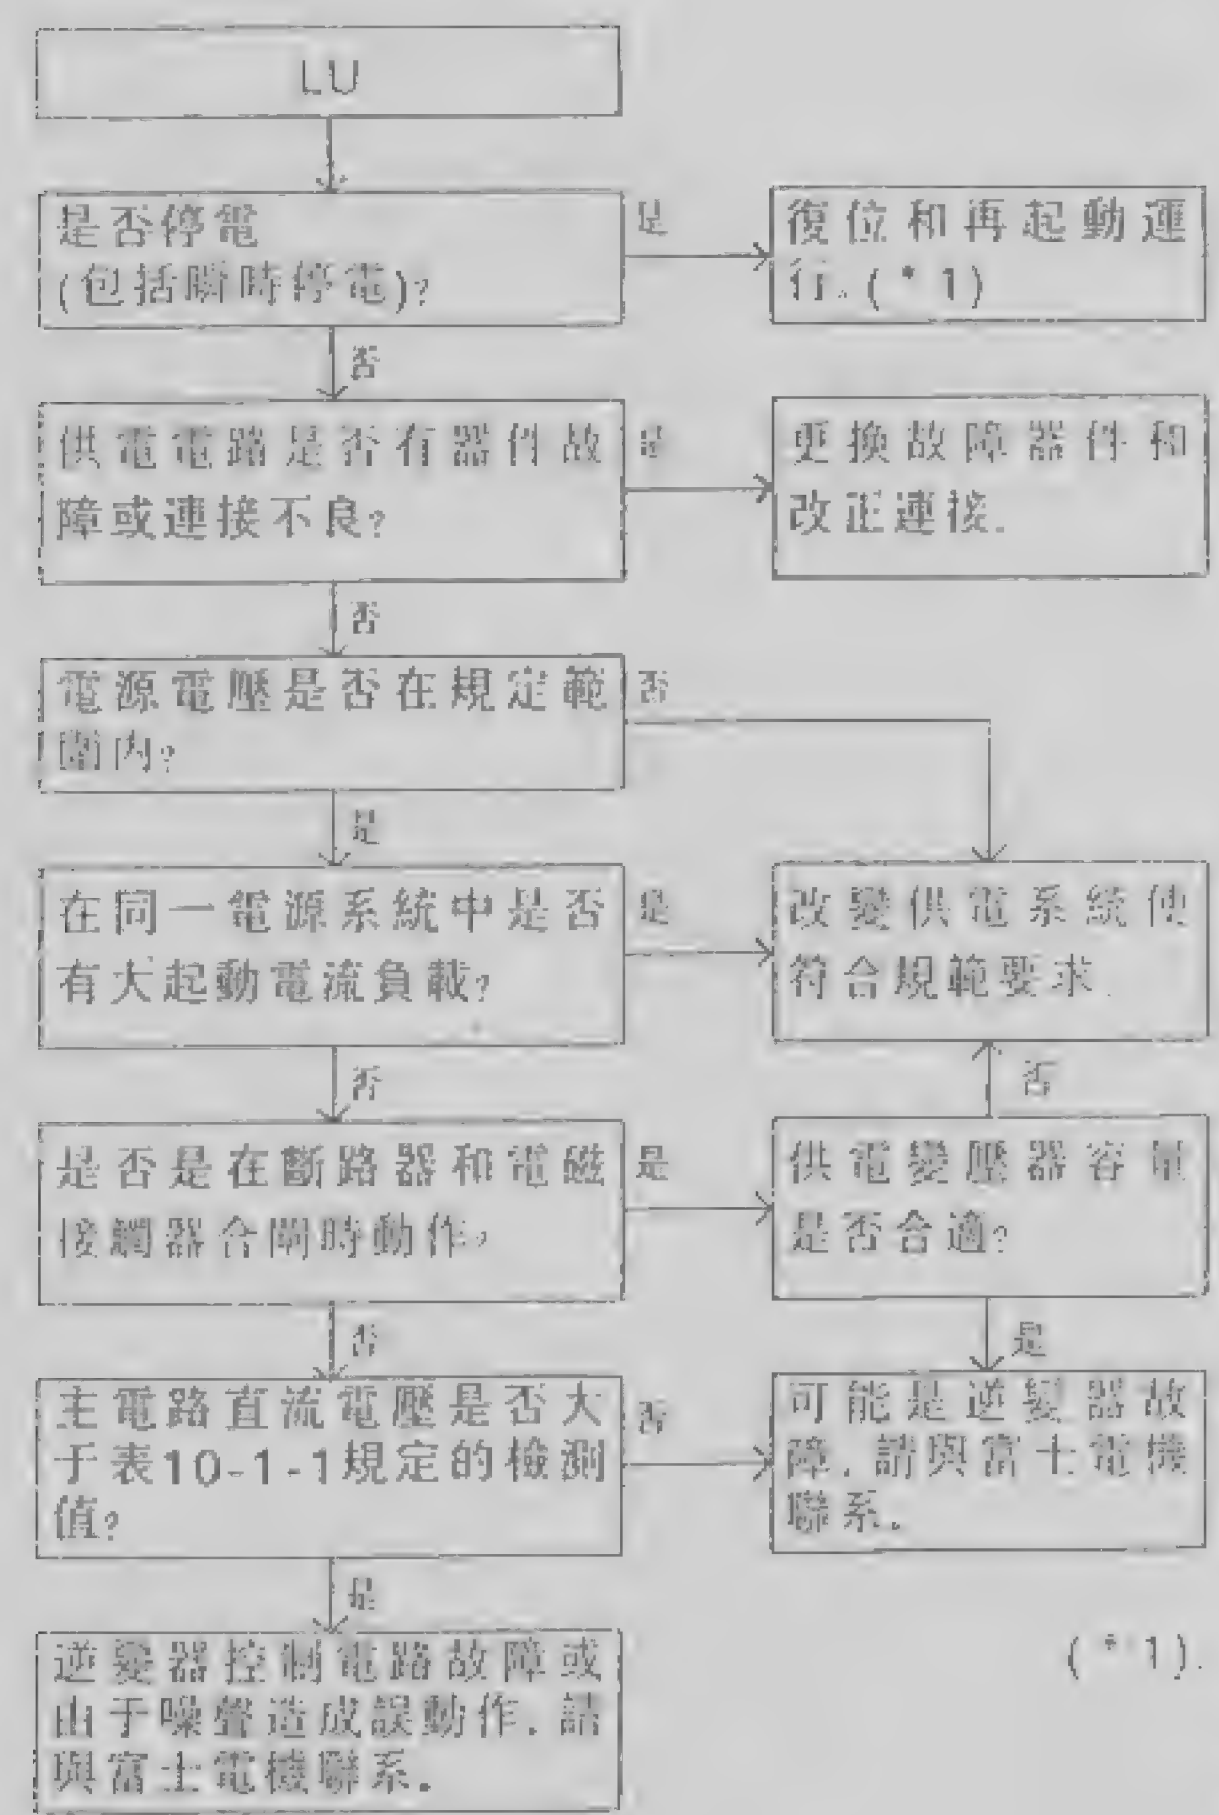 LU
是否停電
(包括瞬時停電)?
是
復位和再起動運
行.(*1)
否
供電電路是否有器件故
障或連接不良?
是
更換故障器件和
改正連接.
否
電源電壓是否在規定範
圍內?
否
是
在同一電源系統中是否
有大起動電流負載?
是
改變供電系統使
符合規範要求.
否
否
是否是在斷路器和電磁
接觸器合閘時動作?
是
供電變壓器容量
是否合適?
否
是
主電路直流電壓是否大
于表10-1-1規定的檢測
值?
否
可能是逆變器故
障.請與富士電機
聯系.
是
逆變器控制電路故障或
由于噪聲造成誤動作.請
與富士電機聯系.
(*1).